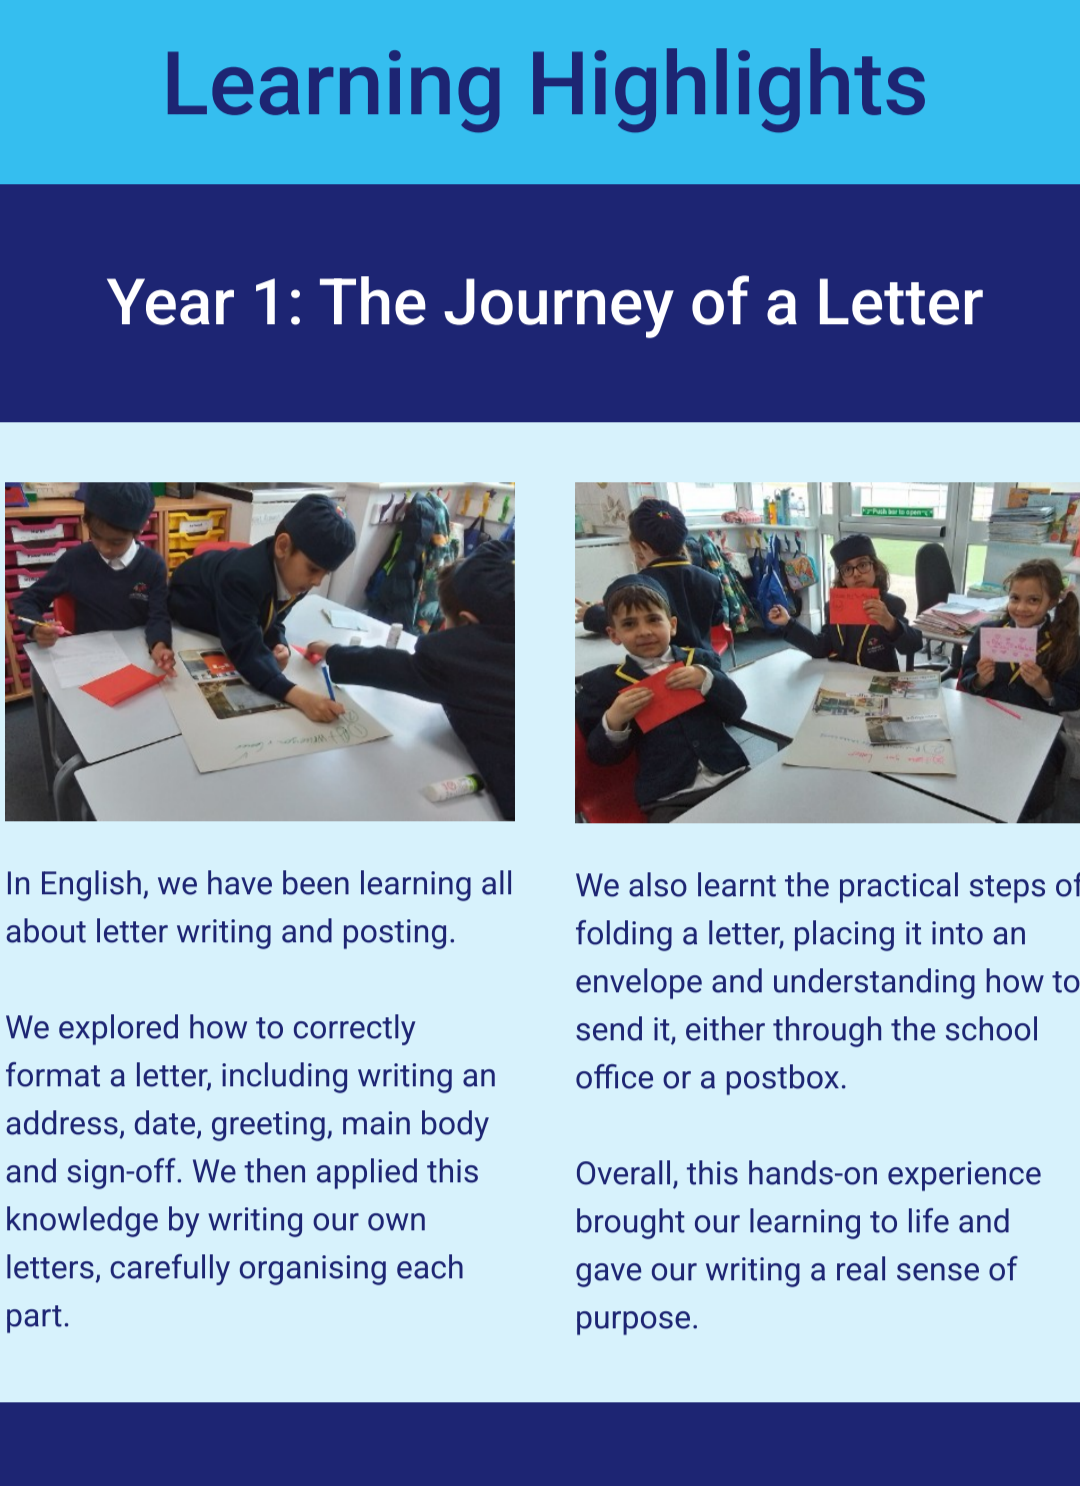 Learning Highlights
Year 1: The Journey of a Letter
Push bar to open
In English, we have been learning all
about letter writing and posting.
We explored how to correctly
format a letter, including writing an
address, date, greeting, main body
and sign-off. We then applied this
knowledge by writing our own
letters, carefully organising each
part.
We also learnt the practical steps of
folding a letter, placing it into an
envelope and understanding how to
send it, either through the school
office or a postbox.
Overall, this hands-on experience
brought our learning to life and
gave our writing a real sense of
purpose.